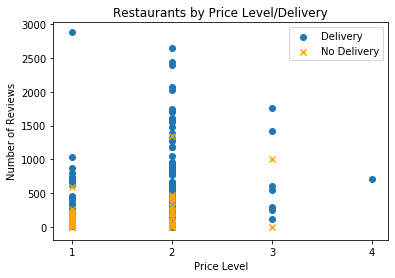 Restaurants by Price Level/Delivery
Number of Reviews
3000
2500
2000
1500
1000
500
0
Delivery
No Delivery
1
2
3
4
Price Level